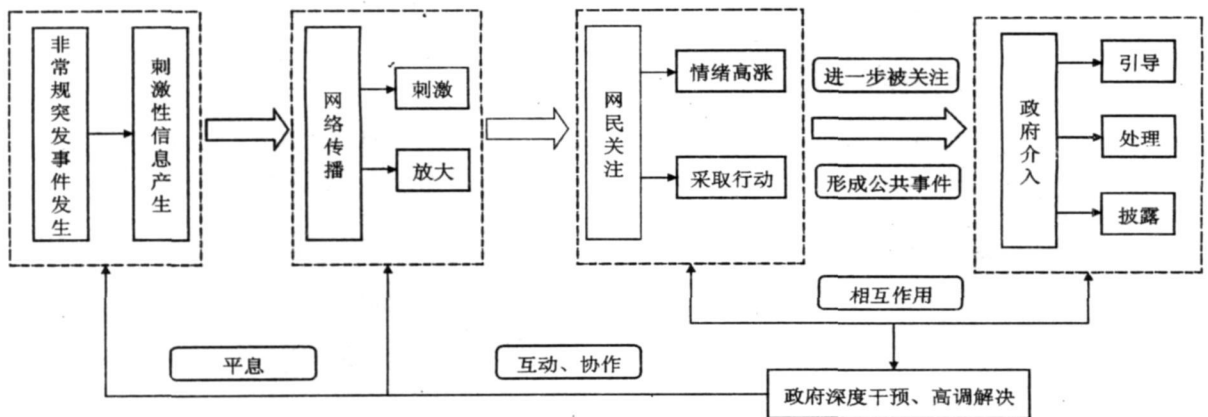 非常规突发事件发生
刺激性信息产生
网络传播
刺激
放大
网民关注
情绪高涨
采取行动
进一步被关注
形成公共事件
政府介入
引导
处理
披露
相互作用
平息
互动、协作
政府深度干预、高调解决